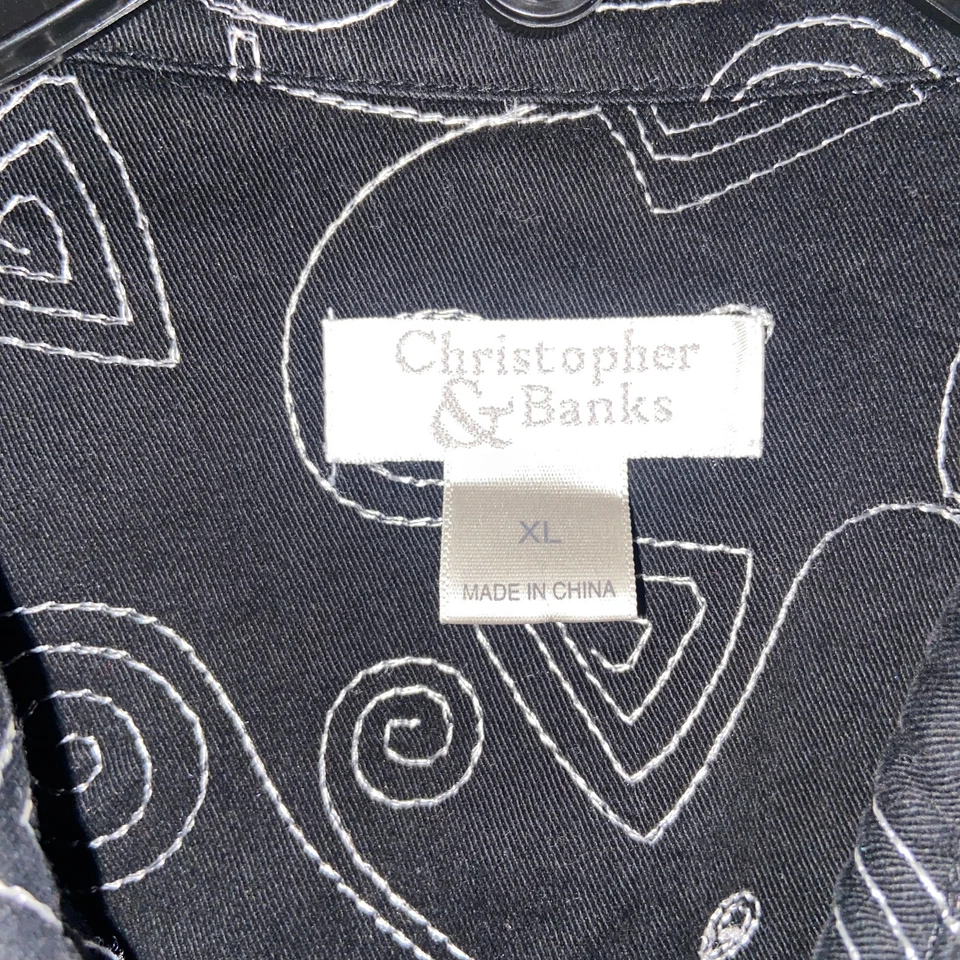 Christopher
& Banks
XL
MADE IN CHINA